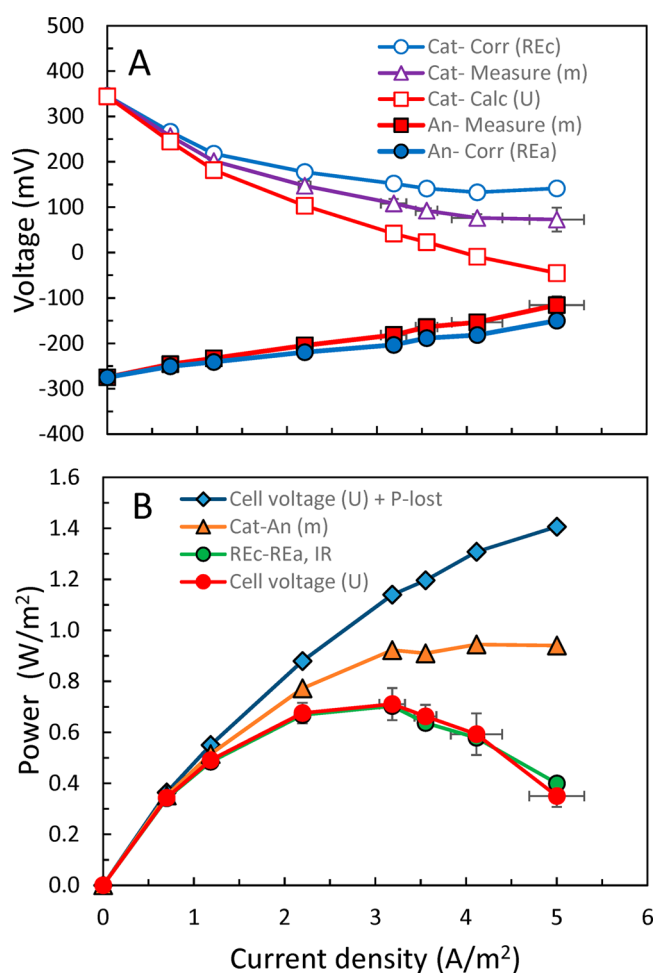 500
400
300
200
100
0
-100
-200
-300
-400
Voltage (mV)
A
Cat- Corr (REc)
Cat- Measure (m)
Cat- Calc (U)
An- Measure (m)
An- Corr (REa)
1.6
1.4
1.2
1.0
0.8
0.6
0.4
0.2
0.0
Power (W/m²)
B
Cell voltage (U) + P-lost
Cat-An (m)
REc-REa, IR
Cell voltage (U)
0 1 2 3 4 5 6
Current density (A/m²)